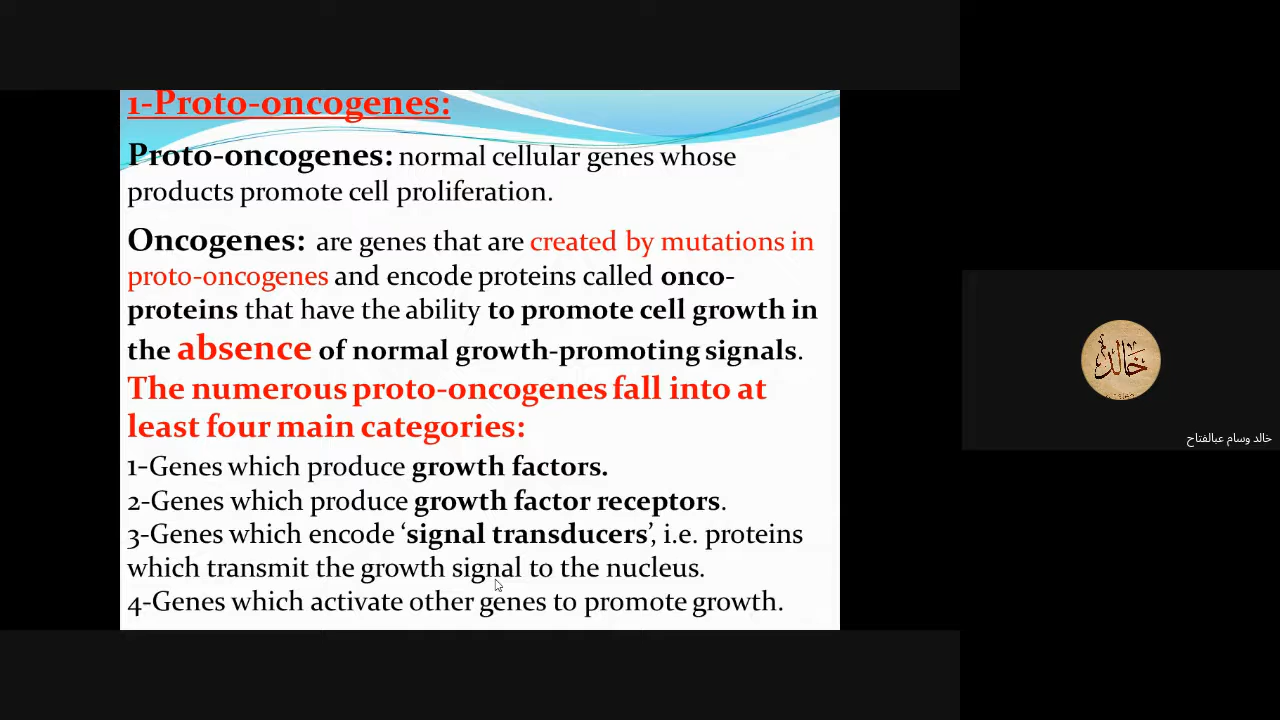 1-Proto-oncogenes:
Proto-oncogenes: normal cellular genes whose
products promote cell proliferation.
Oncogenes: are genes that are created by mutations in
proto-oncogenes and encode proteins called onco-
proteins that have the ability to promote cell growth in
the absence of normal growth-promoting signals.
The numerous proto-oncogenes fall into at
least four main categories:
1-Genes which produce growth factors.
2-Genes which produce growth factor receptors.
3-Genes which encode ‘signal transducers’, i.e. proteins
which transmit the growth signal to the nucleus.
4-Genes which activate other genes to promote growth.
خالد
خالد وسام عبالفتاح